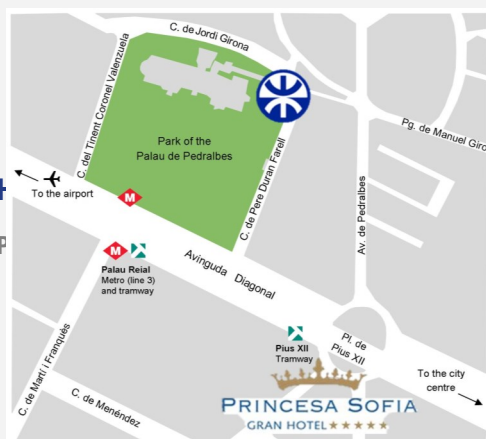 C. de Jordi Girona
C. del Tinent Coronel Valenzuela
Park of the
Palau de Pedralbes
Pg. de Manuel Giro
C. de Pere Duran Farell
To the airport
Av. de Pedralbes
M
M
Palau Reial
Metro (line 3)
and tramway
Avinguda Diagonal
Pius XII
Tramway
Pl. de
Pius XII
To the city
centre
C. de Martí i Franquès
C. de Menéndez
PRINCESA SOFIA
GRAN HOTEL ★★★★★